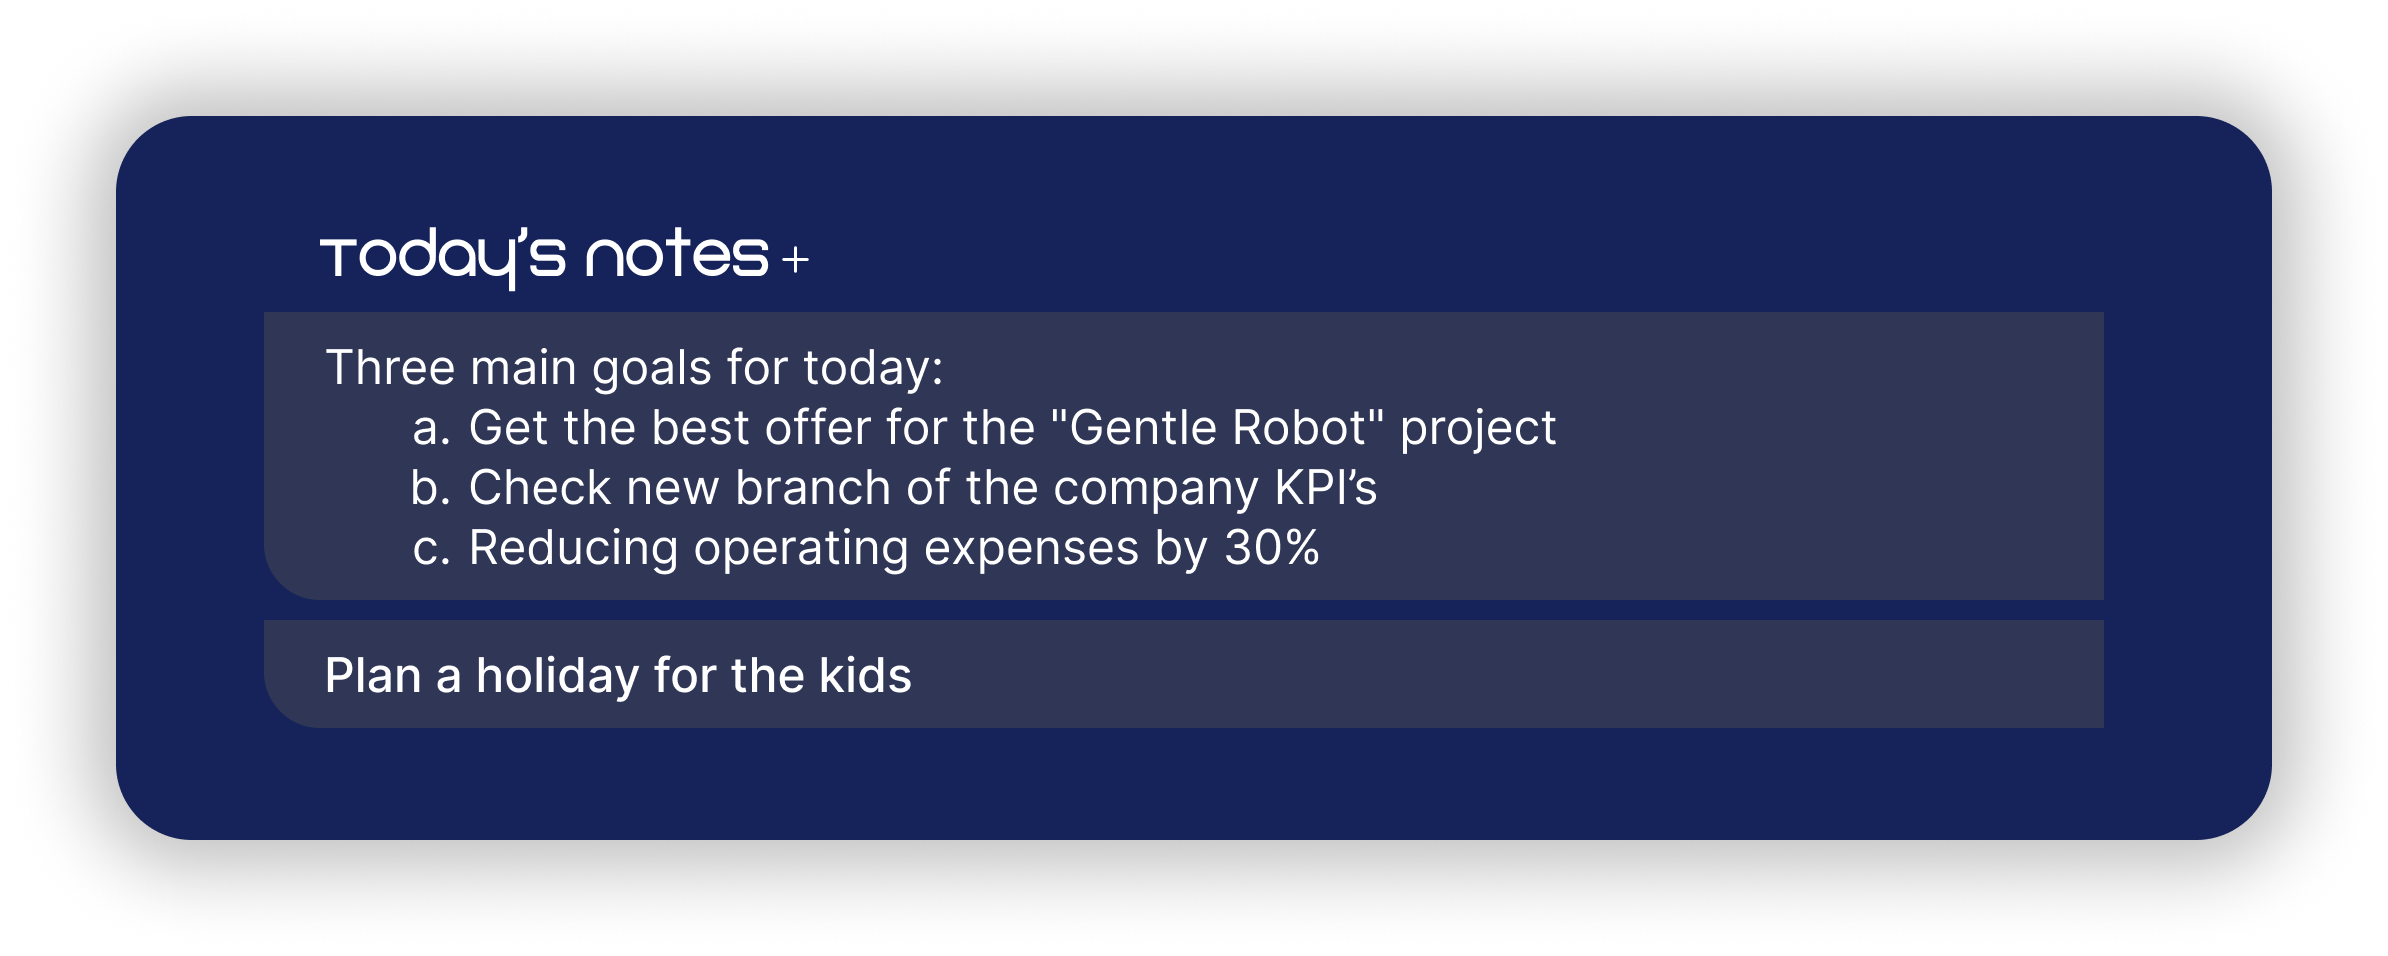 Today's notes +
Three main goals for today:
a. Get the best offer for the "Gentle Robot" project
b. Check new branch of the company KPI’s
c. Reducing operating expenses by 30%
Plan a holiday for the kids